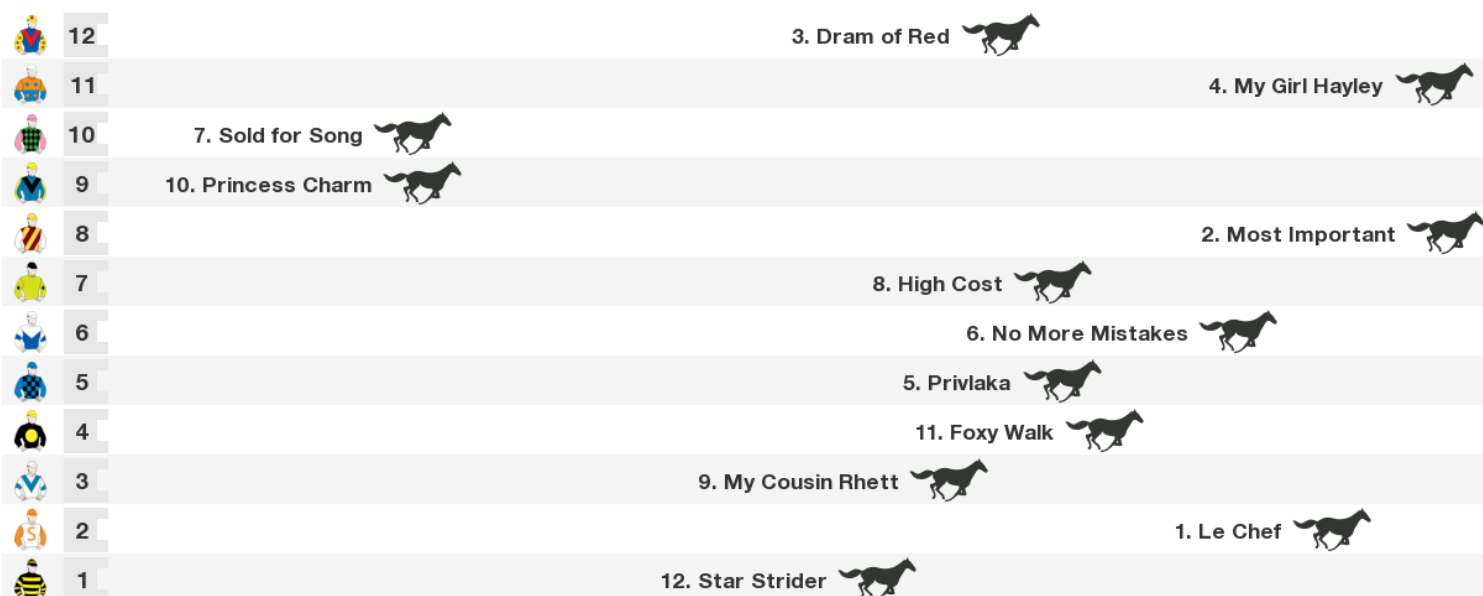 12 3. Dram of Red
11 4. My Girl Hayley
10 7. Sold for Song
9 10. Princess Charm
8 2. Most Important
7 8. High Cost
6 6. No More Mistakes
5 5. Privlaka
4 11. Foxy Walk
3 9. My Cousin Rhett
S 2 1. Le Chef
1 12. Star Strider